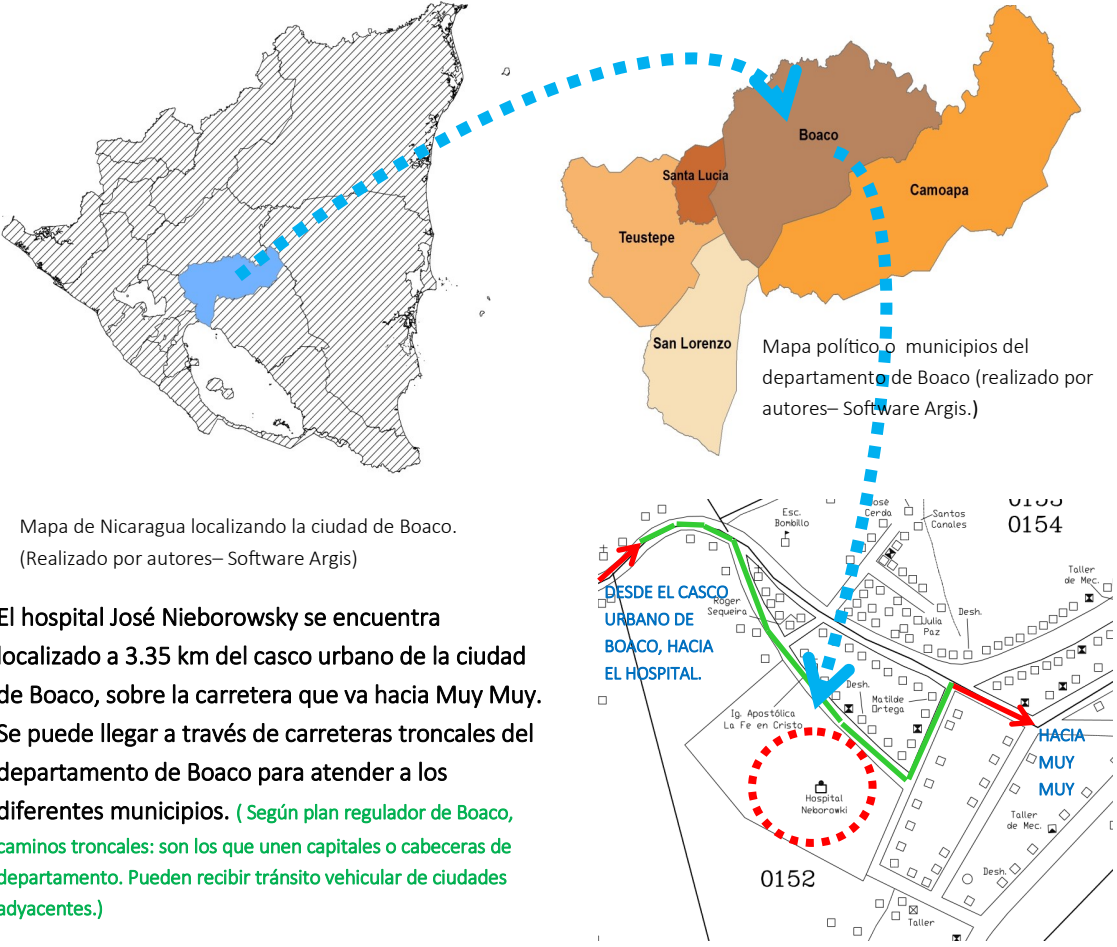 Boaco
Santa Lucia
Camoapa
Teustepe
San Lorenzo
Mapa político o municipios del
departamento de Boaco (realizado por
autores– Software Argis.)
Mapa de Nicaragua localizando la ciudad de Boaco.
(Realizado por autores– Software Argis)
El hospital José Nieborowsky se encuentra
localizado a 3.35 km del casco urbano de la ciudad
de Boaco, sobre la carretera que va hacia Muy Muy.
Se puede llegar a través de carreteras troncales del
departamento de Boaco para atender a los
diferentes municipios. ( Según plan regulador de Boaco,
caminos troncales: son los que unen capitales o cabeceras de
departamento. Pueden recibir tránsito vehicular de ciudades
adyacentes.)
0154
Esc.
Bombillo
José
Cerda
Santos
Canales
Taller
de Mec.
DESDE EL CASCO
URBANO DE
BOACO, HACIA
EL HOSPITAL.
Roger
Sequeira
Julia
Paz
Desh.
Desh.
Matilde
Ortega
Ig. Apostólica
La Fe en Cristo
HACIA
MUY
MUY
Hospital
Neborowki
Taller
de Mec.
Desh.
0152
Taller